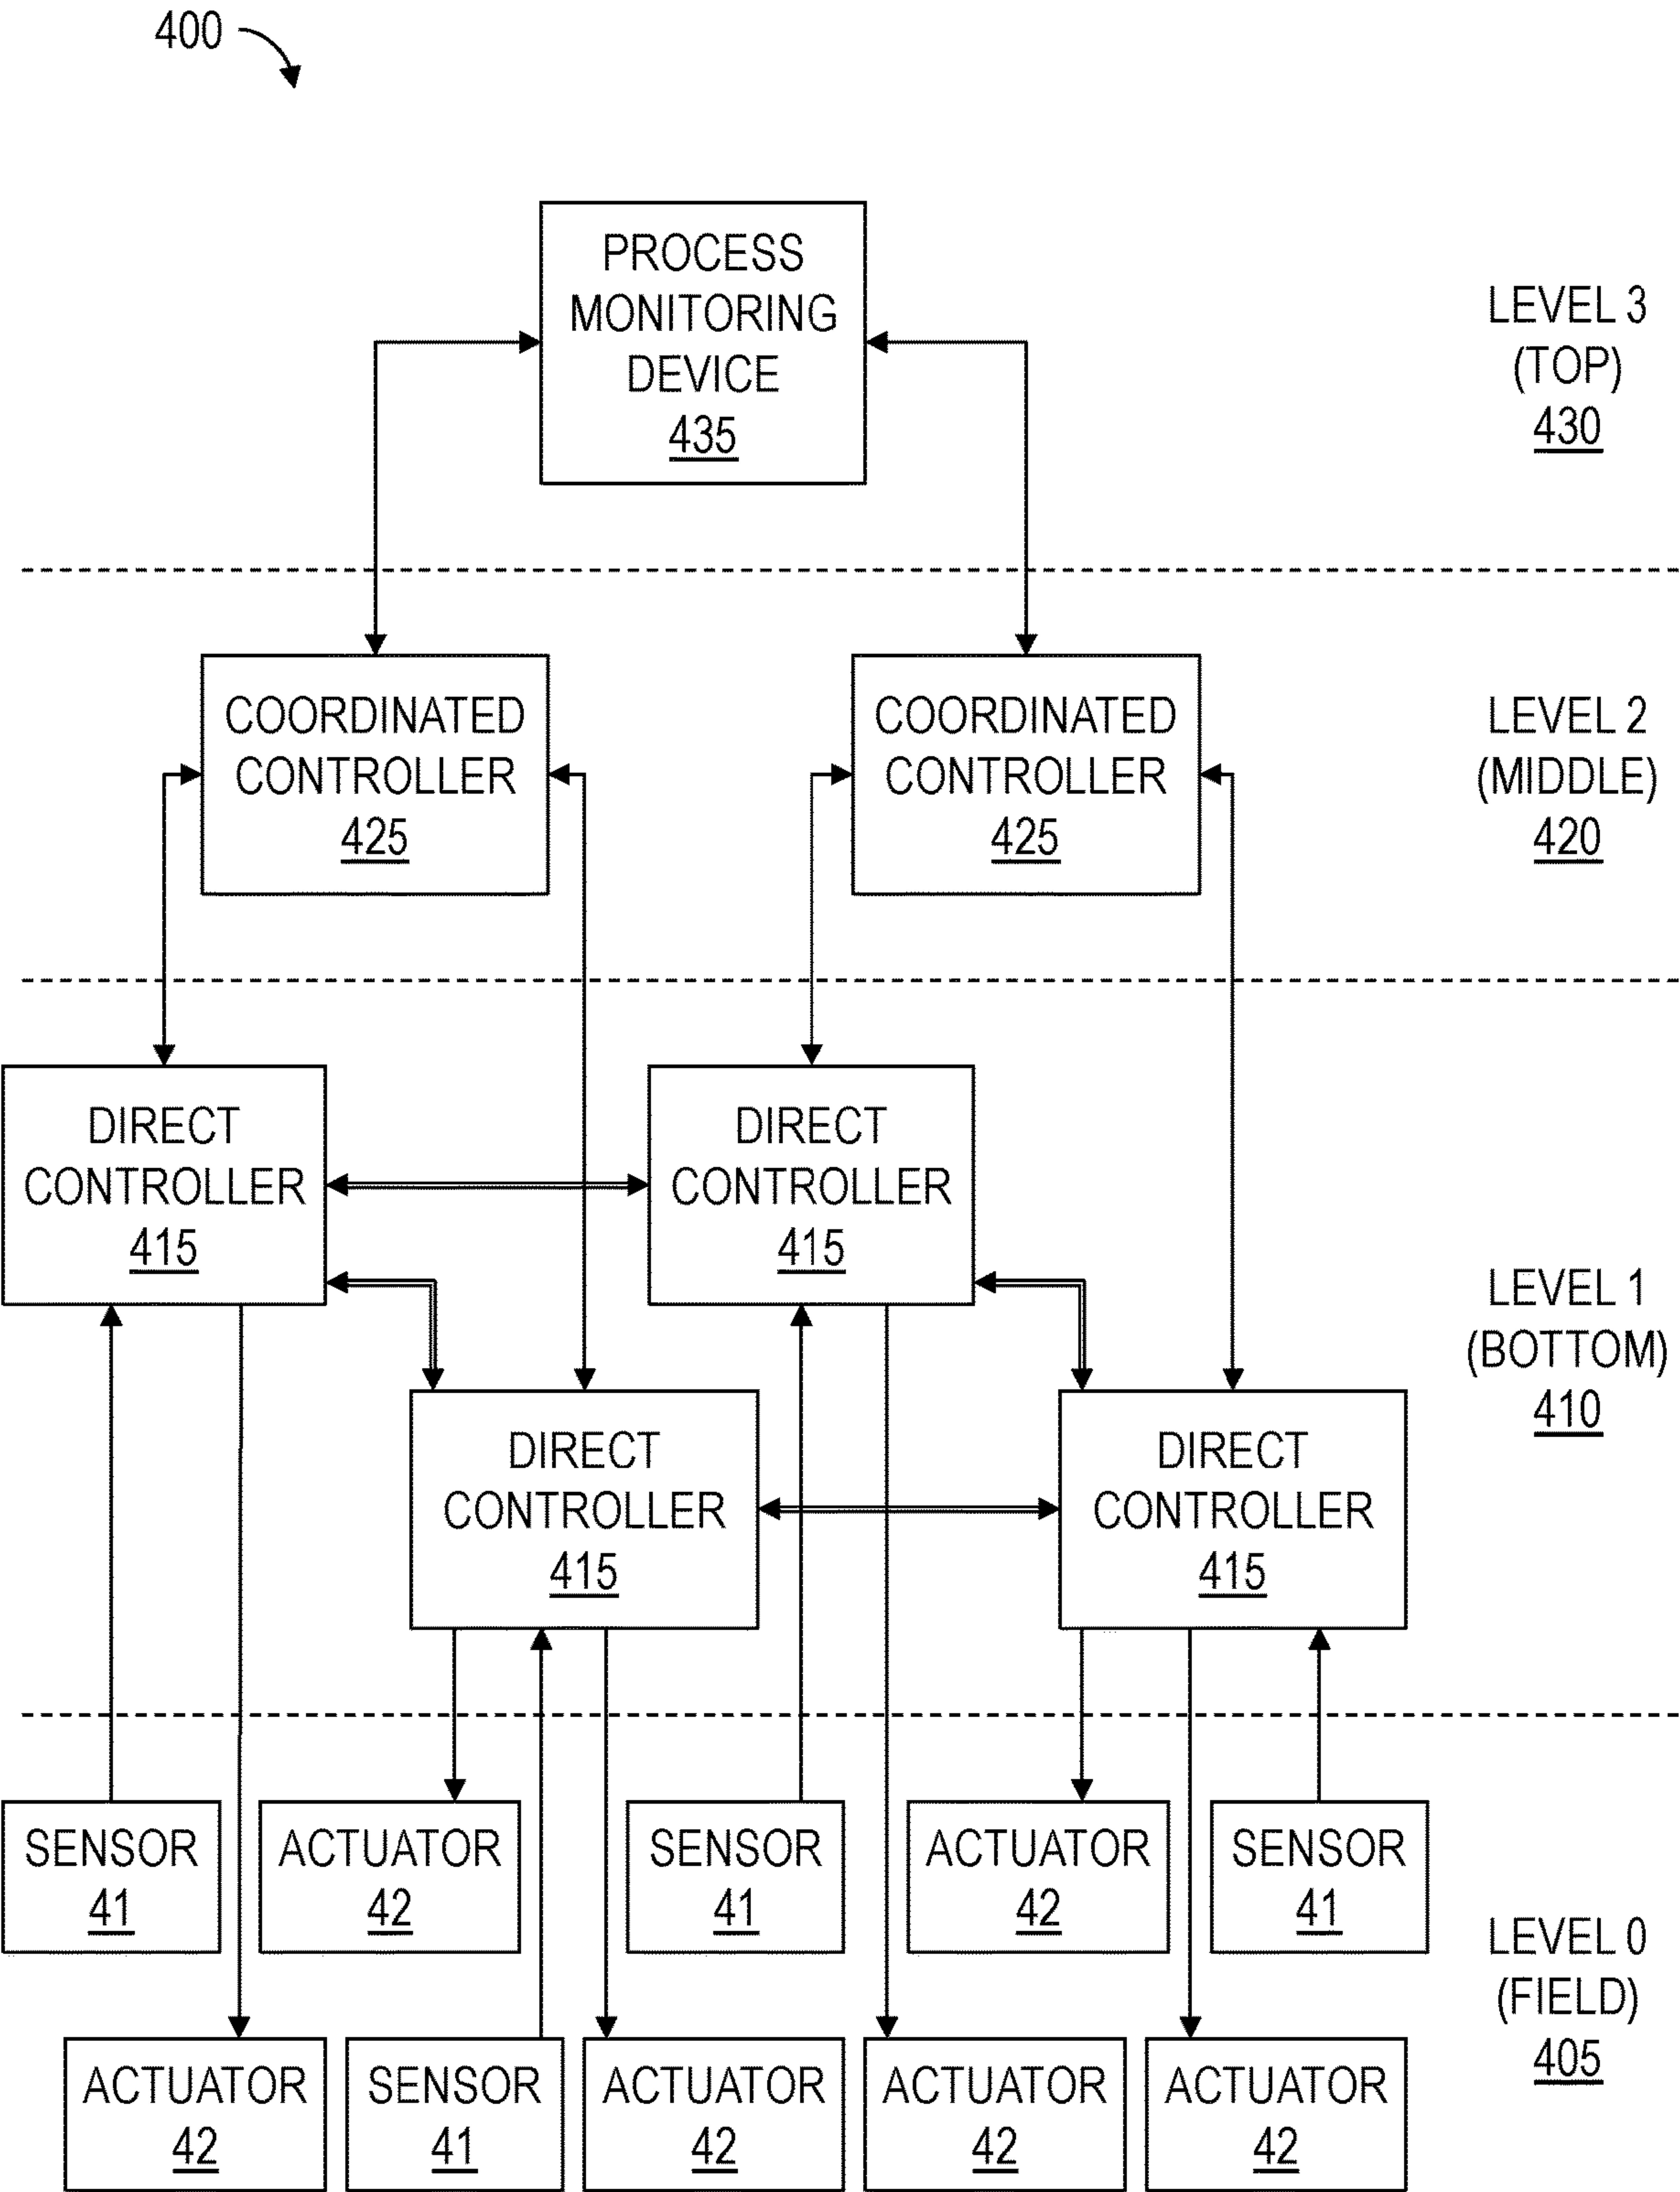 400
PROCESS
MONITORING
DEVICE
435
LEVEL 3
(TOP)
430
COORDINATED
CONTROLLER
425
COORDINATED
CONTROLLER
425
LEVEL 2
(MIDDLE)
420
DIRECT
CONTROLLER
415
DIRECT
CONTROLLER
415
DIRECT
CONTROLLER
415
DIRECT
CONTROLLER
415
LEVEL 1
(BOTTOM)
410
SENSOR
41
ACTUATOR
42
SENSOR
41
ACTUATOR
42
SENSOR
41
ACTUATOR
42
SENSOR
41
ACTUATOR
42
ACTUATOR
42
ACTUATOR
42
LEVEL 0
(FIELD)
405